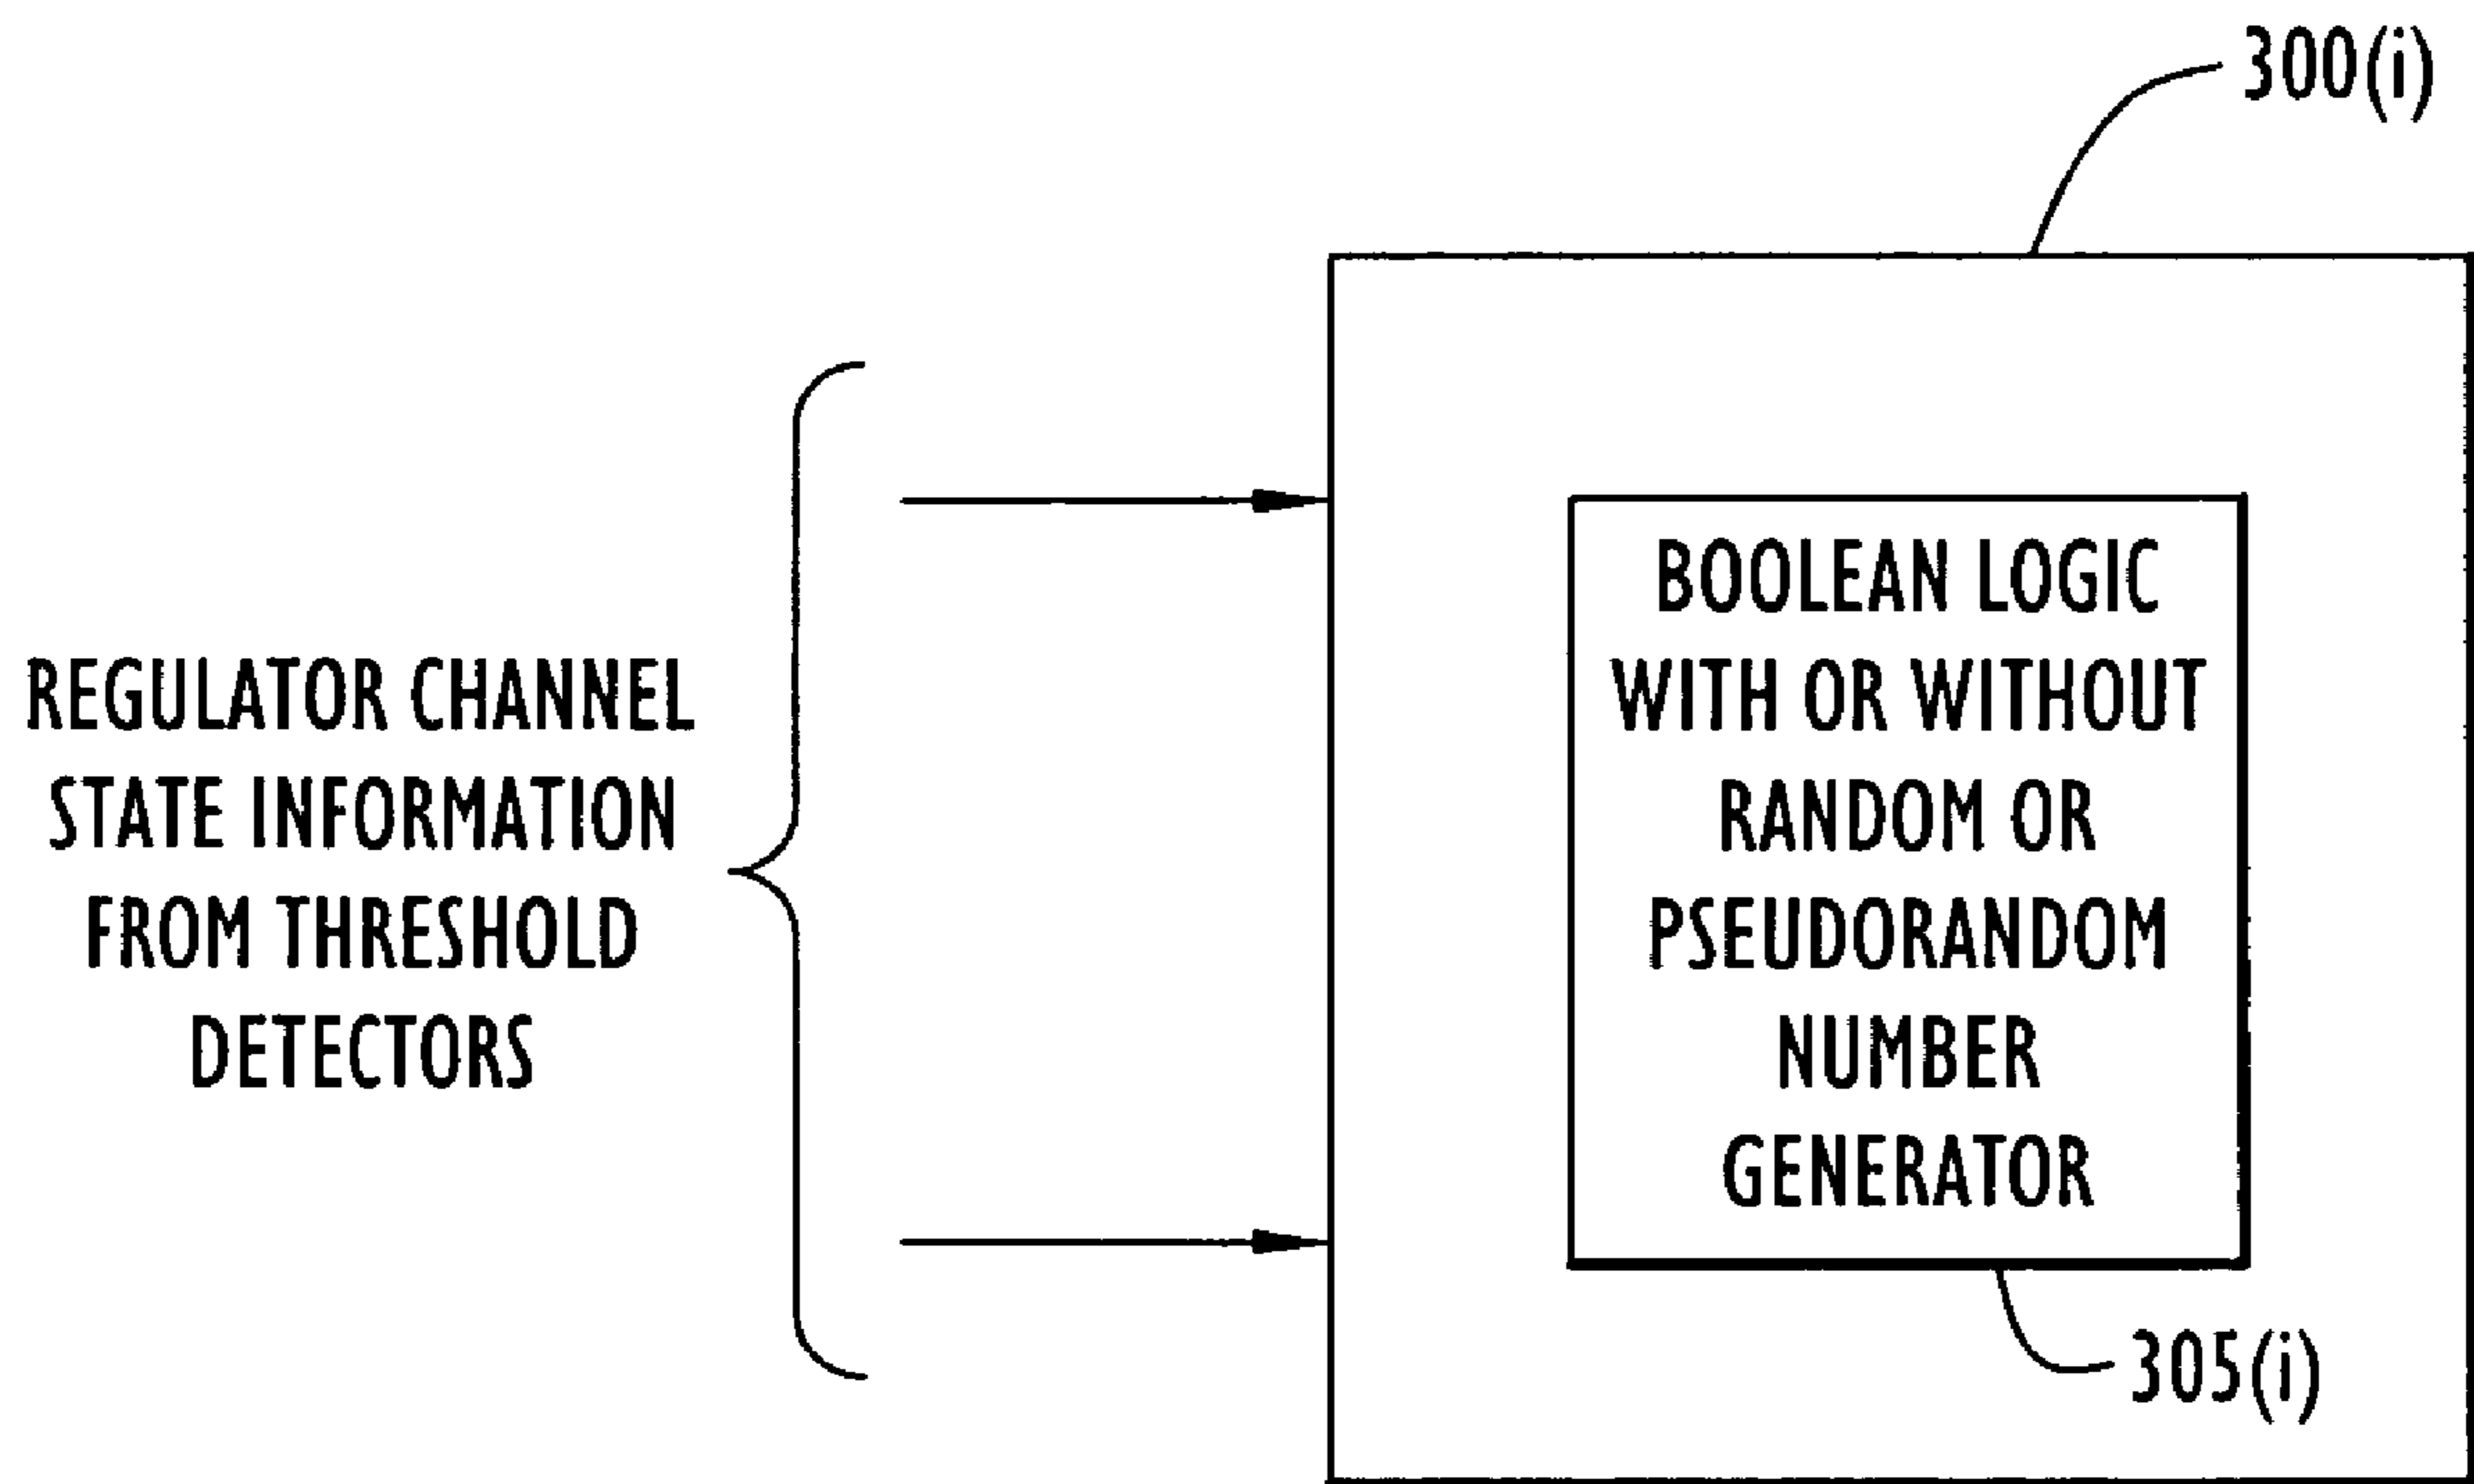 300(i)
REGULATOR CHANNEL
STATE INFORMATION
FROM THRESHOLD
DETECTORS
BOOLEAN LOGIC
WITH OR WITHOUT
RANDOM OR
PSEUDORANDOM
NUMBER
GENERATOR
305(i)